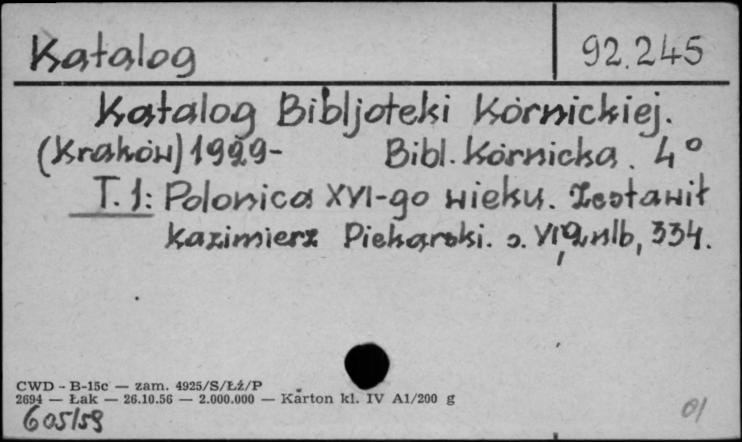 Katalog 92.245
Katalog Bibljoteki Kórnickiej.
(Kraków) 1929- Bibl. Kórnicka. 4°
T. 1: Polonica XVI-go wieku. Zestawił
Kazimierz Piekarski. s. VI, 2 nlb, 334.
CWD - B-15c — zam. 4925/S/Łź/P
2694 — Łak — 26.10.56 — 2.000.000 — Karton kl. IV A1/200 g
605/59